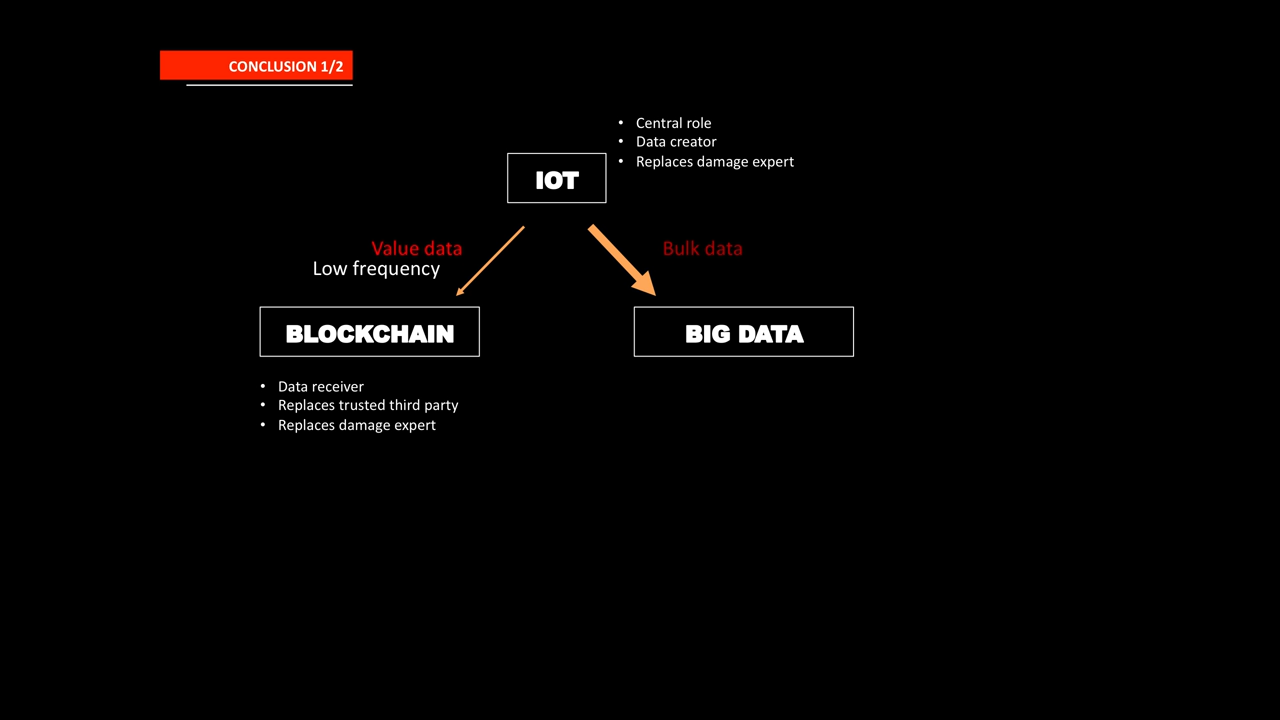 CONCLUSION 1/2
• Central role
• Data creator
• Replaces damage expert
IOT
Value data
Low frequency
Bulk data
BLOCKCHAIN
BIG DATA
• Data receiver
• Replaces trusted third party
• Replaces damage expert